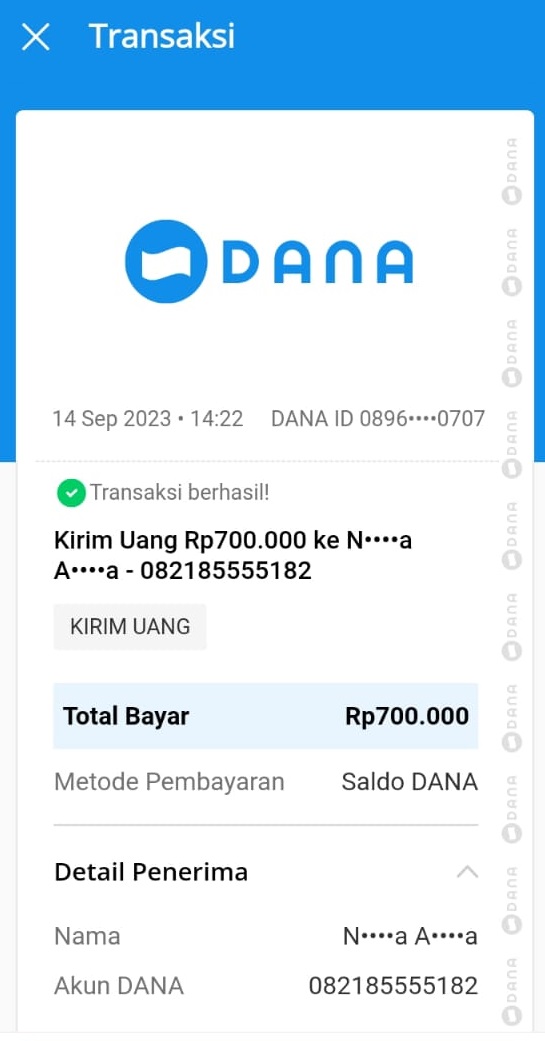 Transaksi
DANA
14 Sep 2023 • 14:22 DANA ID 0896••••0707
Transaksi berhasil!
Kirim Uang Rp700.000 ke N••••a
A••••a - 082185555182
KIRIM UANG
Total Bayar Rp700.000
Metode Pembayaran Saldo DANA
Detail Penerima
Nama N••••a A••••a
Akun DANA 082185555182
DANA
DANA
DANA
DANA
DANA
DANA
DANA
DANA
DANA
DANA